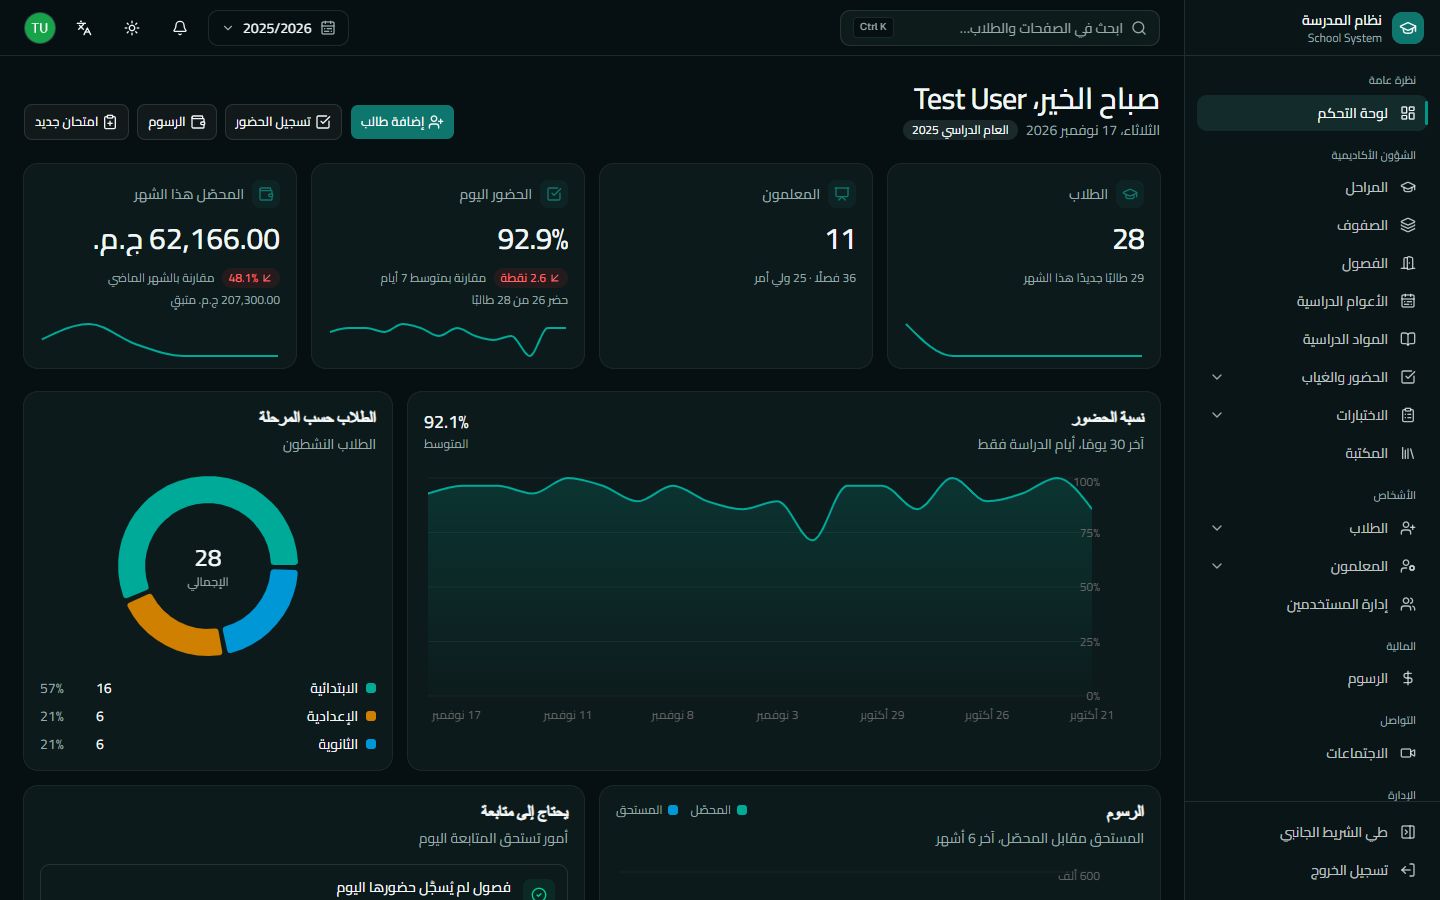 نظام المدرسة
School System
ابحث في الصفحات والطلاب...
Ctrl K
2025/2026
TU
نظرة عامة
لوحة التحكم
الشؤون الأكاديمية
المراحل
الصفوف
الفصول
الأعوام الدراسية
المواد الدراسية
الحضور والغياب
الاختبارات
المكتبة
الأشخاص
الطلاب
المعلمون
إدارة المستخدمين
المالية
الرسوم
التواصل
الاجتماعات
الإدارة
طي الشريط الجانبي
تسجيل الخروج
صباح الخير، Test User
الثلاثاء، 17 نوفمبر 2026
العام الدراسي 2025
إضافة طالب
تسجيل الحضور
الرسوم
امتحان جديد
الطلاب
28
29 طالبًا جديدًا هذا الشهر
المعلمون
11
36 فصلًا · 25 ولي أمر
الحضور اليوم
92.9%
2.6 نقطة
مقارنة بمتوسط 7 أيام
حضر 26 من 28 طالبًا
المحصّل هذا الشهر
62,166.00 ج.م.
48.1%
مقارنة بالشهر الماضي
207,300.00 ج.م. متبقٍ
نسبة الحضور
آخر 30 يومًا، أيام الدراسة فقط
92.1%
المتوسط
100%
75%
50%
25%
0%
21 أكتوبر
26 أكتوبر
29 أكتوبر
3 نوفمبر
8 نوفمبر
11 نوفمبر
17 نوفمبر
الطلاب حسب المرحلة
الطلاب النشطون
28
الإجمالي
الابتدائية 16 57%
الإعدادية 6 21%
الثانوية 6 21%
الرسوم
المستحق مقابل المحصّل، آخر 6 أشهر
المحصّل
المستحق
600 ألف
يحتاج إلى متابعة
أمور تستحق المتابعة اليوم
فصول لم يُسجَّل حضورها اليوم